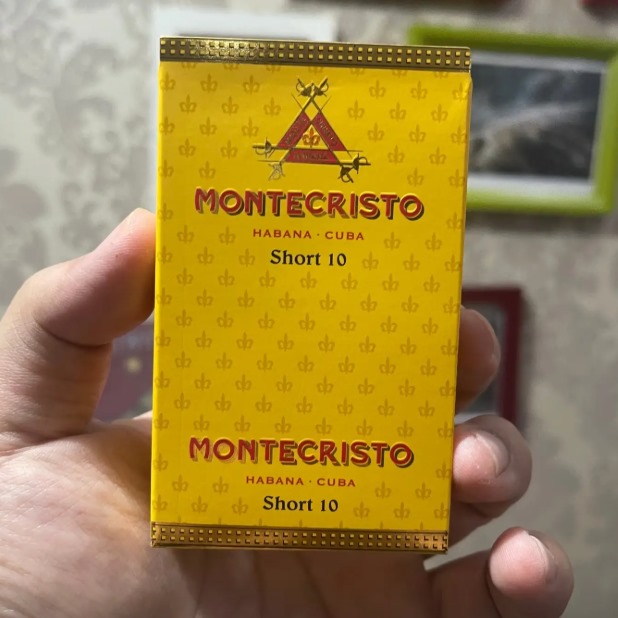 MONTECRISTO
HABANA · CUBA
Short 10
MONTECRISTO
HABANA · CUBA
Short 10